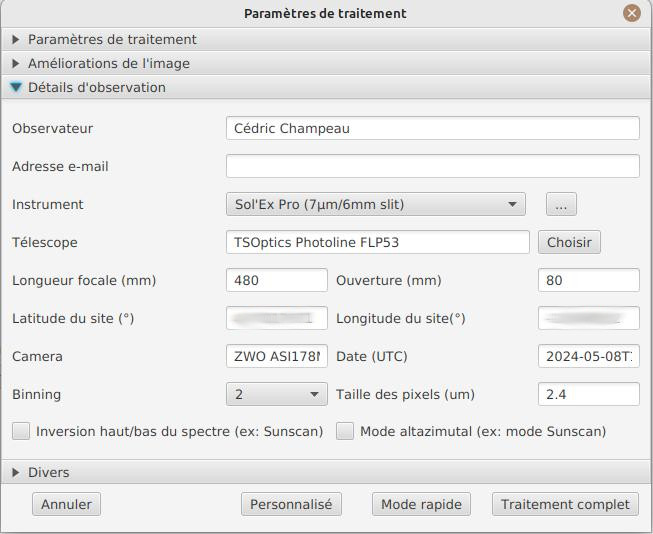 Paramètres de traitement
Paramètres de traitement
Améliorations de l'image
Détails d'observation
Observateur Cédric Champeau
Adresse e-mail
Instrument Sol'Ex Pro (7µm/6mm slit) ...
Télescope TSOptics Photoline FLP53 Choisir
Longueur focale (mm) 480 Ouverture (mm) 80
Latitude du site (°) Longitude du site(°)
Camera ZWO ASI178M Date (UTC) 2024-05-08T
Binning 2 Taille des pixels (um) 2.4
Inversion haut/bas du spectre (ex: Sunscan) Mode altazimutal (ex: mode Sunscan)
Divers
Annuler Personnalisé Mode rapide Traitement complet